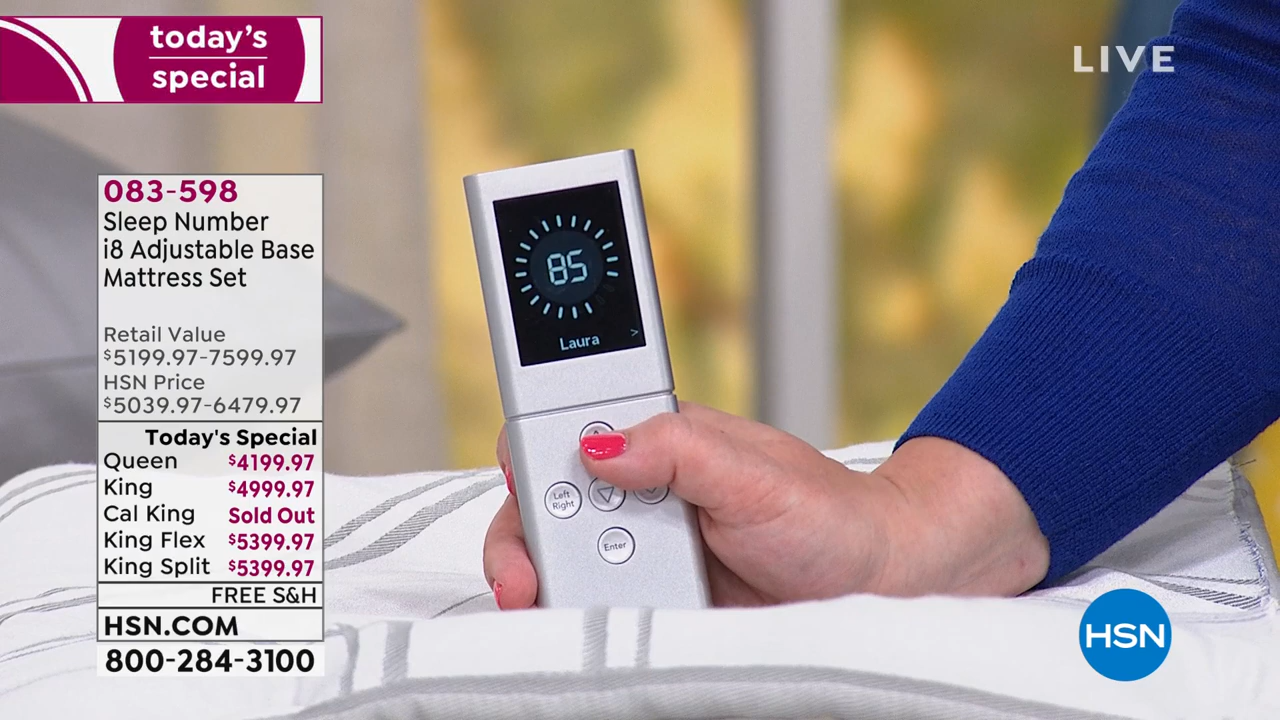 today's
special
LIVE
083-598
Sleep Number
i8 Adjustable Base
Mattress Set
Retail Value
$5199.97-7599.97
HSN Price
$5039.97-6479.97
Today's Special
Queen $4199.97
King $4999.97
Cal King Sold Out
King Flex $5399.97
King Split $5399.97
FREE S&H
HSN.COM
800-284-3100
85
Laura >
Left
Right
Enter
HSN